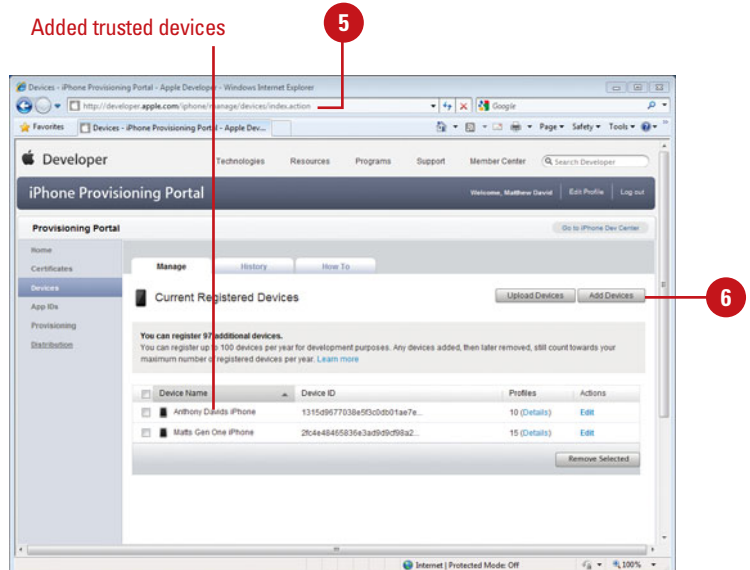 Added trusted devices
5
Devices - iPhone Provisioning Portal - Apple Developer - Windows Internet Explorer
http://developer.apple.com/iphone/manage/devices/index.action
Google
Favorites Devices - iPhone Provisioning Portal - Apple Dev...
Page Safety Tools
Developer Technologies Resources Programs Support Member Center Search Developer
iPhone Provisioning Portal Welcome, Matthew David Edit Profile Log out
Provisioning Portal Go to iPhone Dev Center
Home
Certificates
Devices
App IDs
Provisioning
Distribution
Manage History How To
Current Registered Devices Upload Devices Add Devices
6
You can register 97 additional devices.
You can register up to 100 devices per year for development purposes. Any devices added, then later removed, still count towards your
maximum number of registered devices per year. Learn more
Device Name Device ID Profiles Actions
Anthony Davids iPhone 1315d9677038e5f3c0db01ae7e... 10 (Details) Edit
Matts Gen One iPhone 2fc4e48465836e3ad9d9cf98a2... 15 (Details) Edit
Remove Selected
Internet | Protected Mode: Off 100%